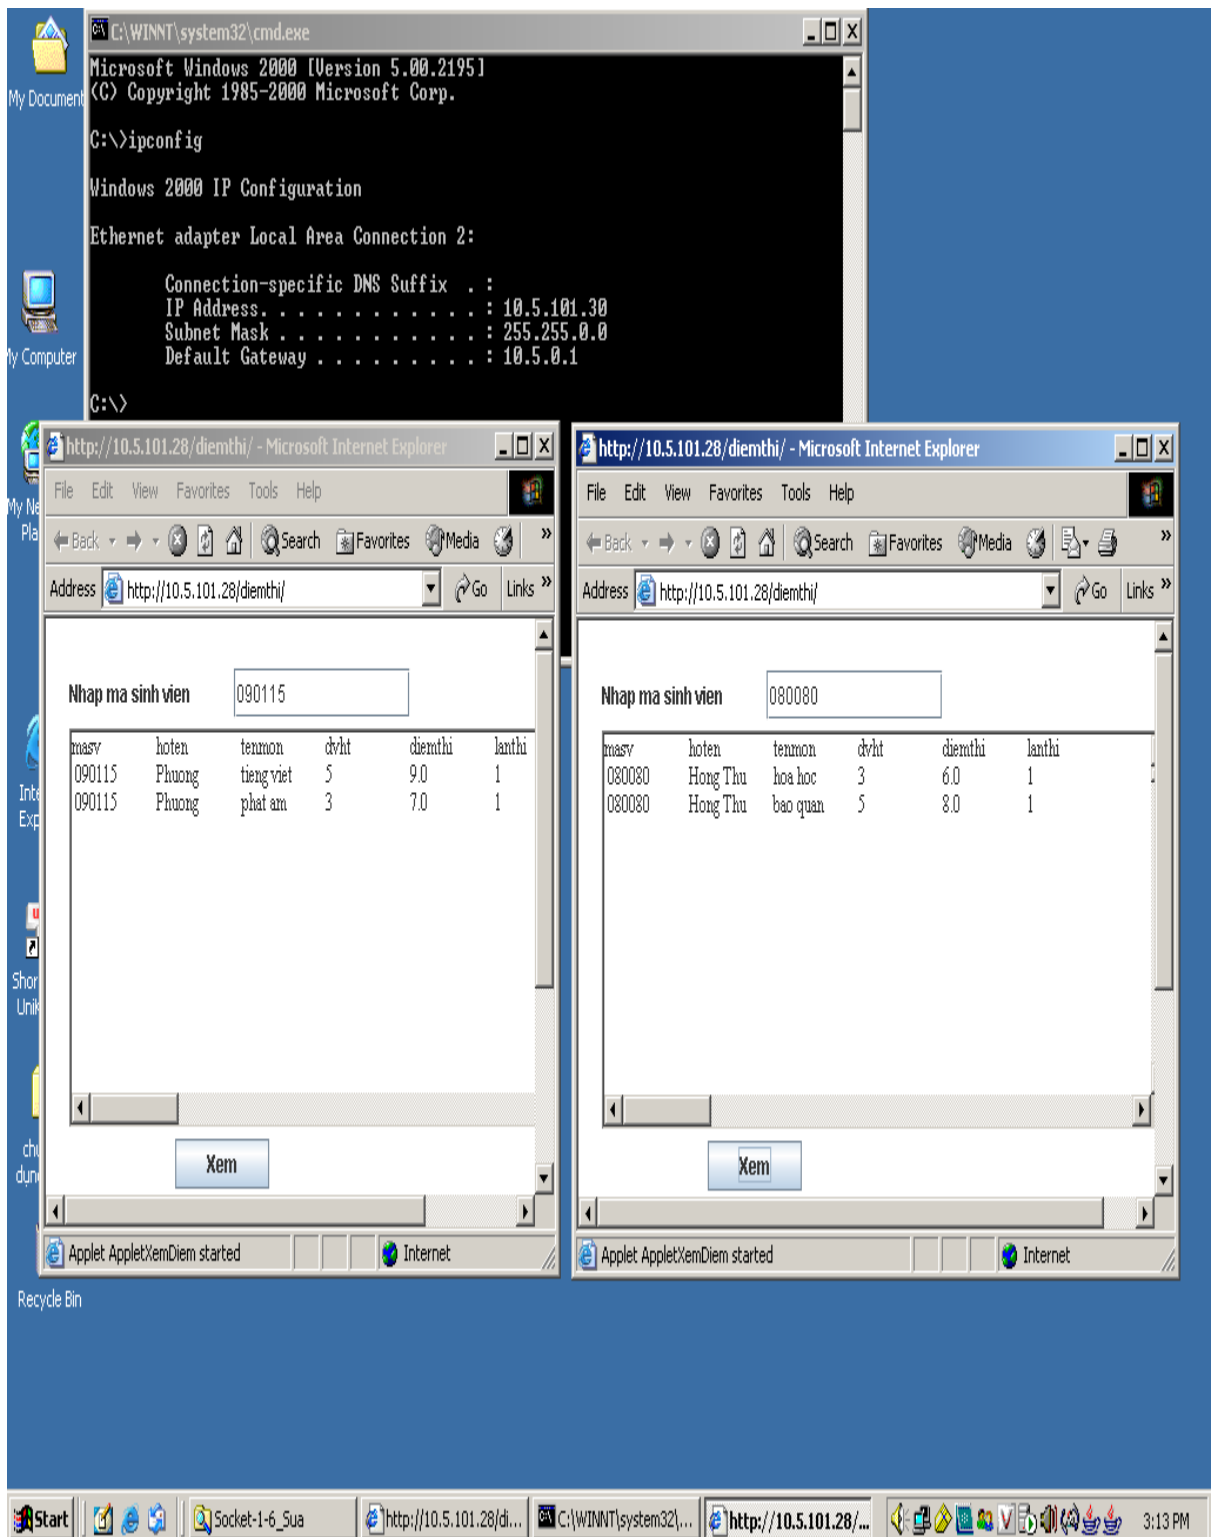 My Document
C:\WINNT\system32\cmd.exe
Microsoft Windows 2000 [Version 5.00.2195]
(C) Copyright 1985-2000 Microsoft Corp.
C:\>ipconfig
Windows 2000 IP Configuration
Ethernet adapter Local Area Connection 2:
Connection-specific DNS Suffix . :
IP Address. . . . . . . . . . . . : 10.5.101.30
Subnet Mask . . . . . . . . . . . : 255.255.0.0
Default Gateway . . . . . . . . . : 10.5.0.1
C:\>
My Computer
My Ne
Pla
Inte
Exp
Shor
Unik
chu
dụn
Recycle Bin
http://10.5.101.28/diemthi/ - Microsoft Internet Explorer
File Edit View Favorites Tools Help
Back Search Favorites Media »
Address http://10.5.101.28/diemthi/ Go Links »
Nhap ma sinh vien 090115
masv hoten tenmon dvht diemthi lanthi
090115 Phuong tieng viet 5 9.0 1
090115 Phuong phat am 3 7.0 1
Xem
Applet AppletXemDiem started Internet
http://10.5.101.28/diemthi/ - Microsoft Internet Explorer
File Edit View Favorites Tools Help
Back Search Favorites Media »
Address http://10.5.101.28/diemthi/ Go Links »
Nhap ma sinh vien 080080
masv hoten tenmon dvht diemthi lanthi
080080 Hong Thu hoa hoc 3 6.0 1
080080 Hong Thu bao quan 5 8.0 1
Xem
Applet AppletXemDiem started Internet
Start Socket-1-6_Sua http://10.5.101.28/di... C:\WINNT\system32\... http://10.5.101.28/... 3:13 PM